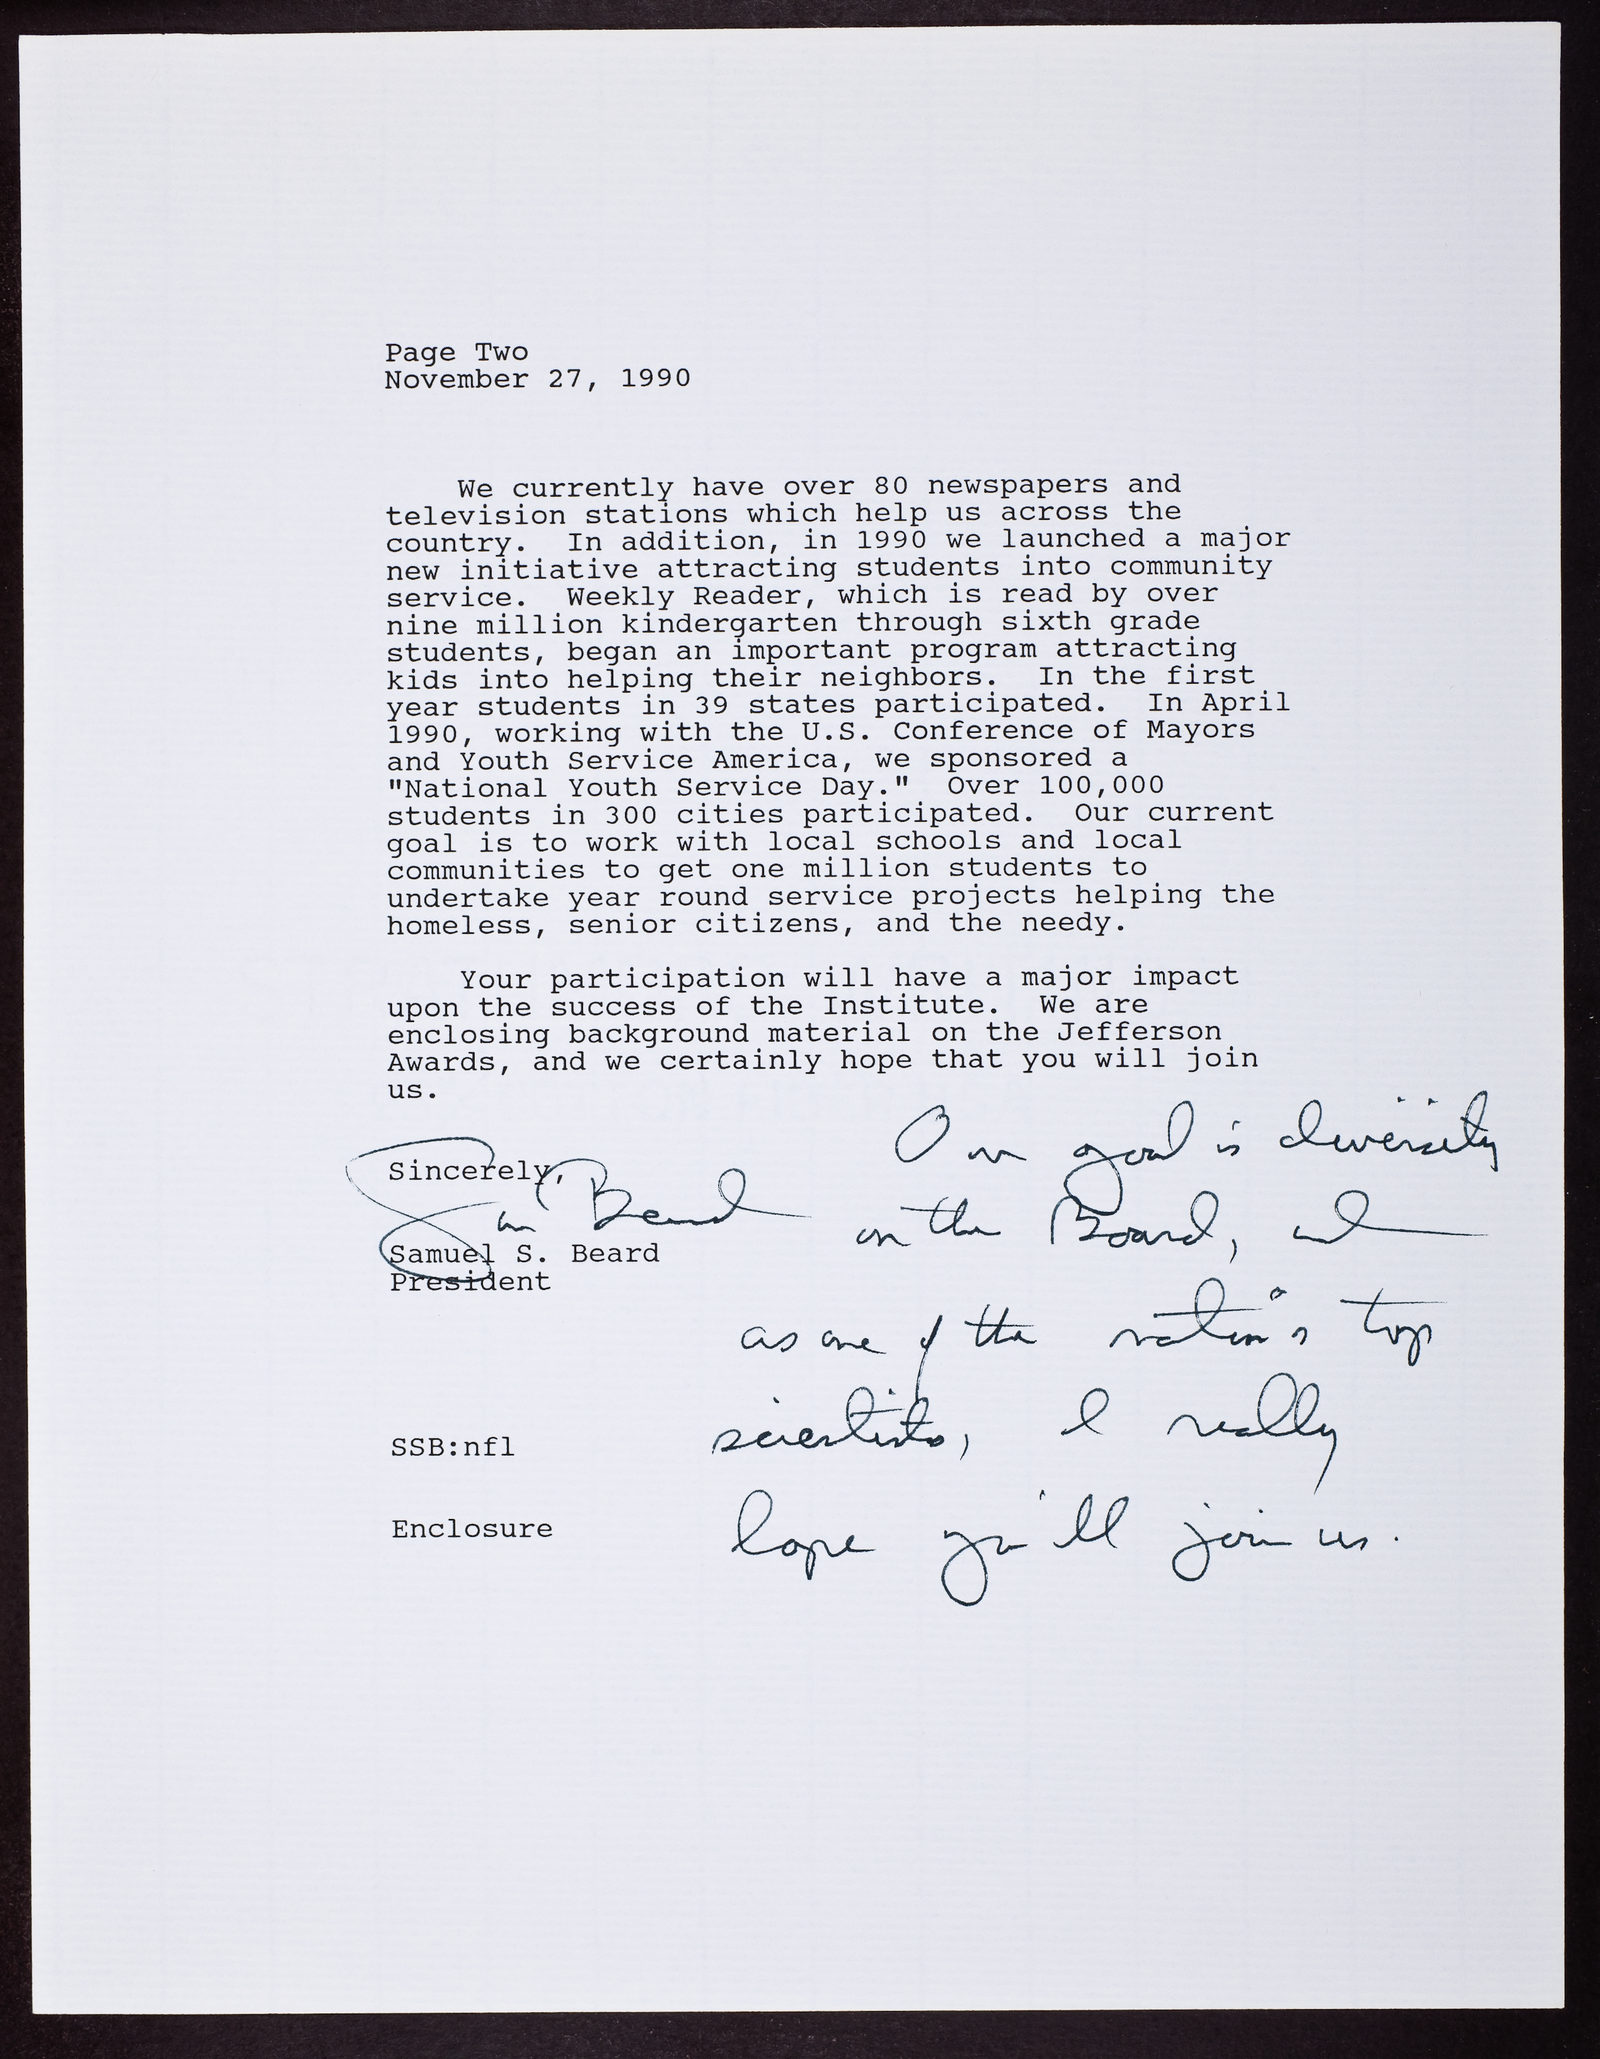 Page Two
November 27, 1990
We currently have over 80 newspapers and
television stations which help us across the
country. In addition, in 1990 we launched a major
new initiative attracting students into community
service. Weekly Reader, which is read by over
nine million kindergarten through sixth grade
students, began an important program attracting
kids into helping their neighbors. In the first
year students in 39 states participated. In April
1990, working with the U.S. Conference of Mayors
and Youth Service America, we sponsored a
"National Youth Service Day." Over 100,000
students in 300 cities participated. Our current
goal is to work with local schools and local
communities to get one million students to
undertake year round service projects helping the
homeless, senior citizens, and the needy.
Your participation will have a major impact
upon the success of the Institute. We are
enclosing background material on the Jefferson
Awards, and we certainly hope that you will join
us.
Sincerely,
Sam Beard
Samuel S. Beard
President
Our goal is diversity
on the Board, and
as one of the nation's top
scientists, I really
hope you'll join us.
SSB:nfl
Enclosure